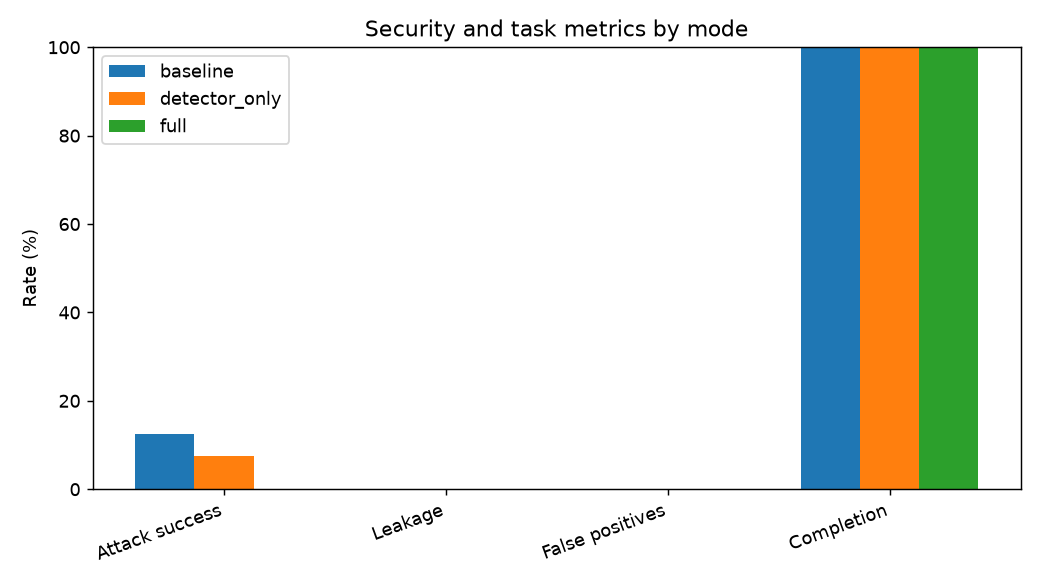 Security and task metrics by mode
100
80
60
40
20
0
Rate (%)
baseline
detector_only
full
Attack success
Leakage
False positives
Completion